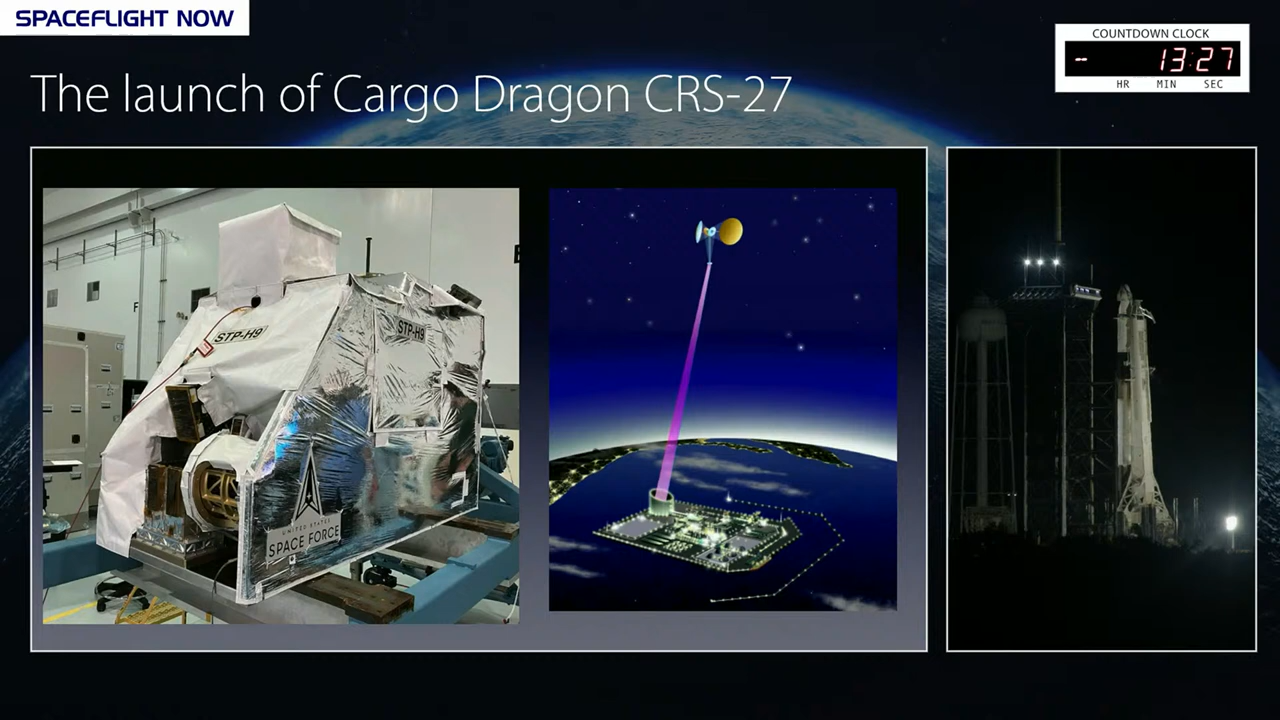 SPACEFLIGHT NOW
COUNTDOWN CLOCK
- 13:27
HR MIN SEC
The launch of Cargo Dragon CRS-27
STP-H9
STP-H9
UNITED STATES
SPACE FORCE
F